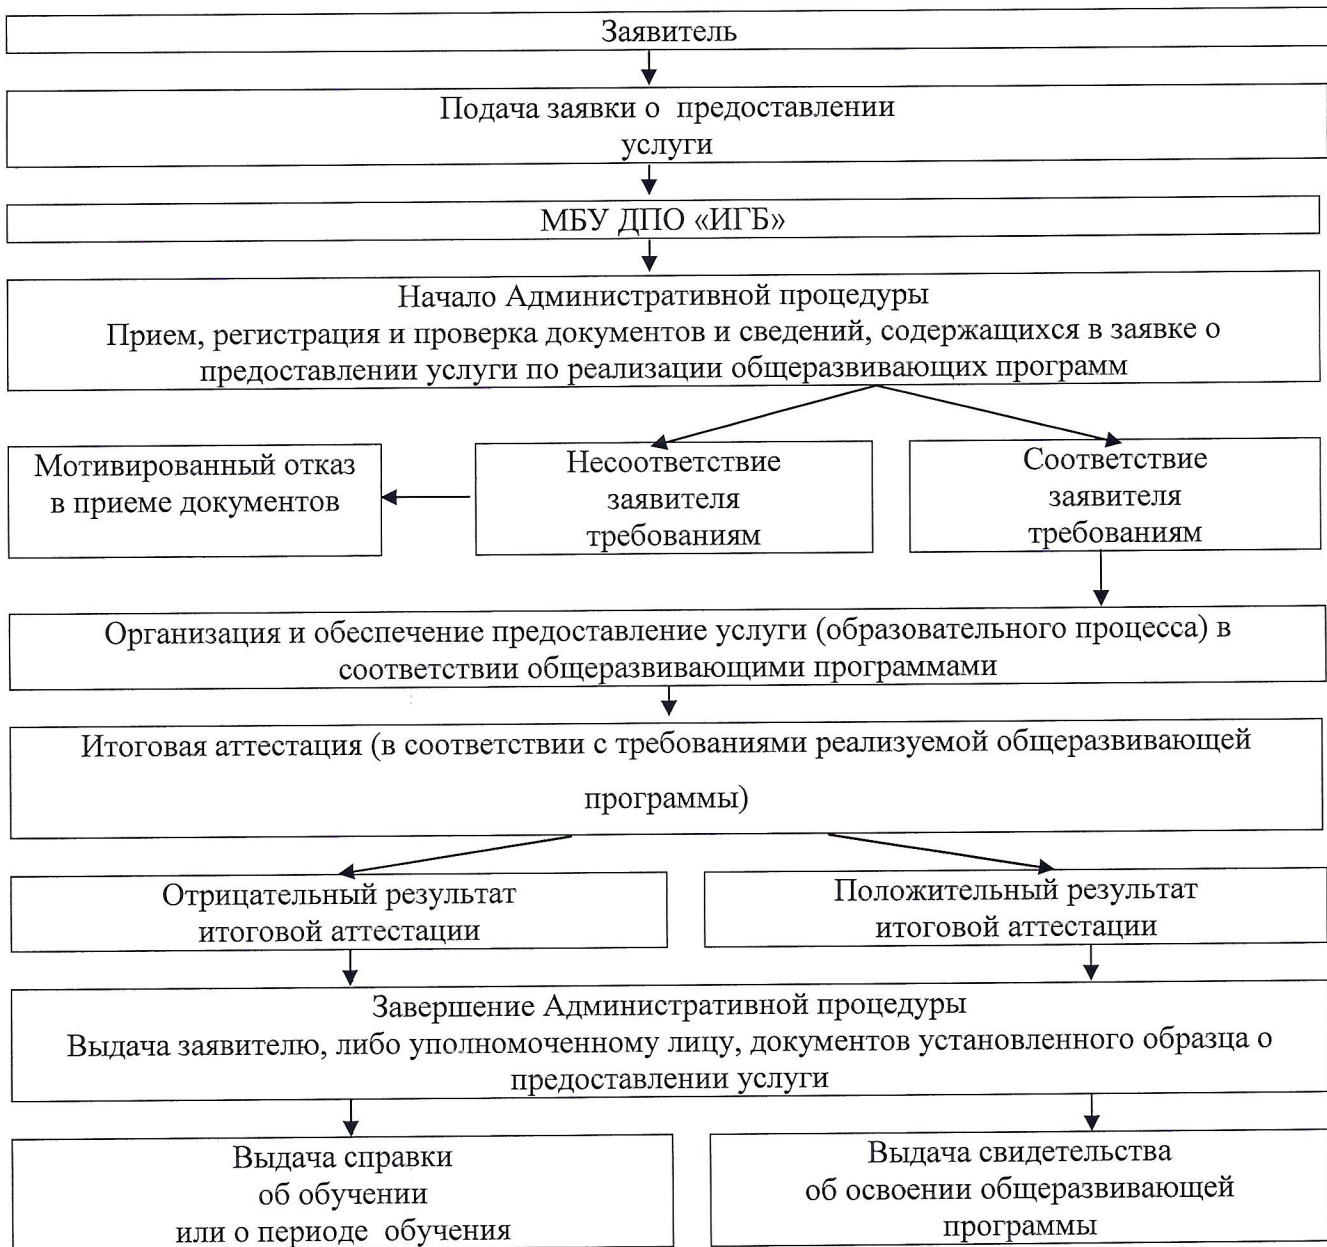 Заявитель
Подача заявки о предоставлении
услуги
МБУ ДПО «ИГБ»
Начало Административной процедуры
Прием, регистрация и проверка документов и сведений, содержащихся в заявке о
предоставлении услуги по реализации общеразвивающих программ
Мотивированный отказ
в приеме документов
Несоответствие
заявителя
требованиям
Соответствие
заявителя
требованиям
Организация и обеспечение предоставление услуги (образовательного процесса) в
соответствии общеразвивающими программами
Итоговая аттестация (в соответствии с требованиями реализуемой общеразвивающей
программы)
Отрицательный результат
итоговой аттестации
Положительный результат
итоговой аттестации
Завершение Административной процедуры
Выдача заявителю, либо уполномоченному лицу, документов установленного образца о
предоставлении услуги
Выдача справки
об обучении
или о периоде обучения
Выдача свидетельства
об освоении общеразвивающей
программы